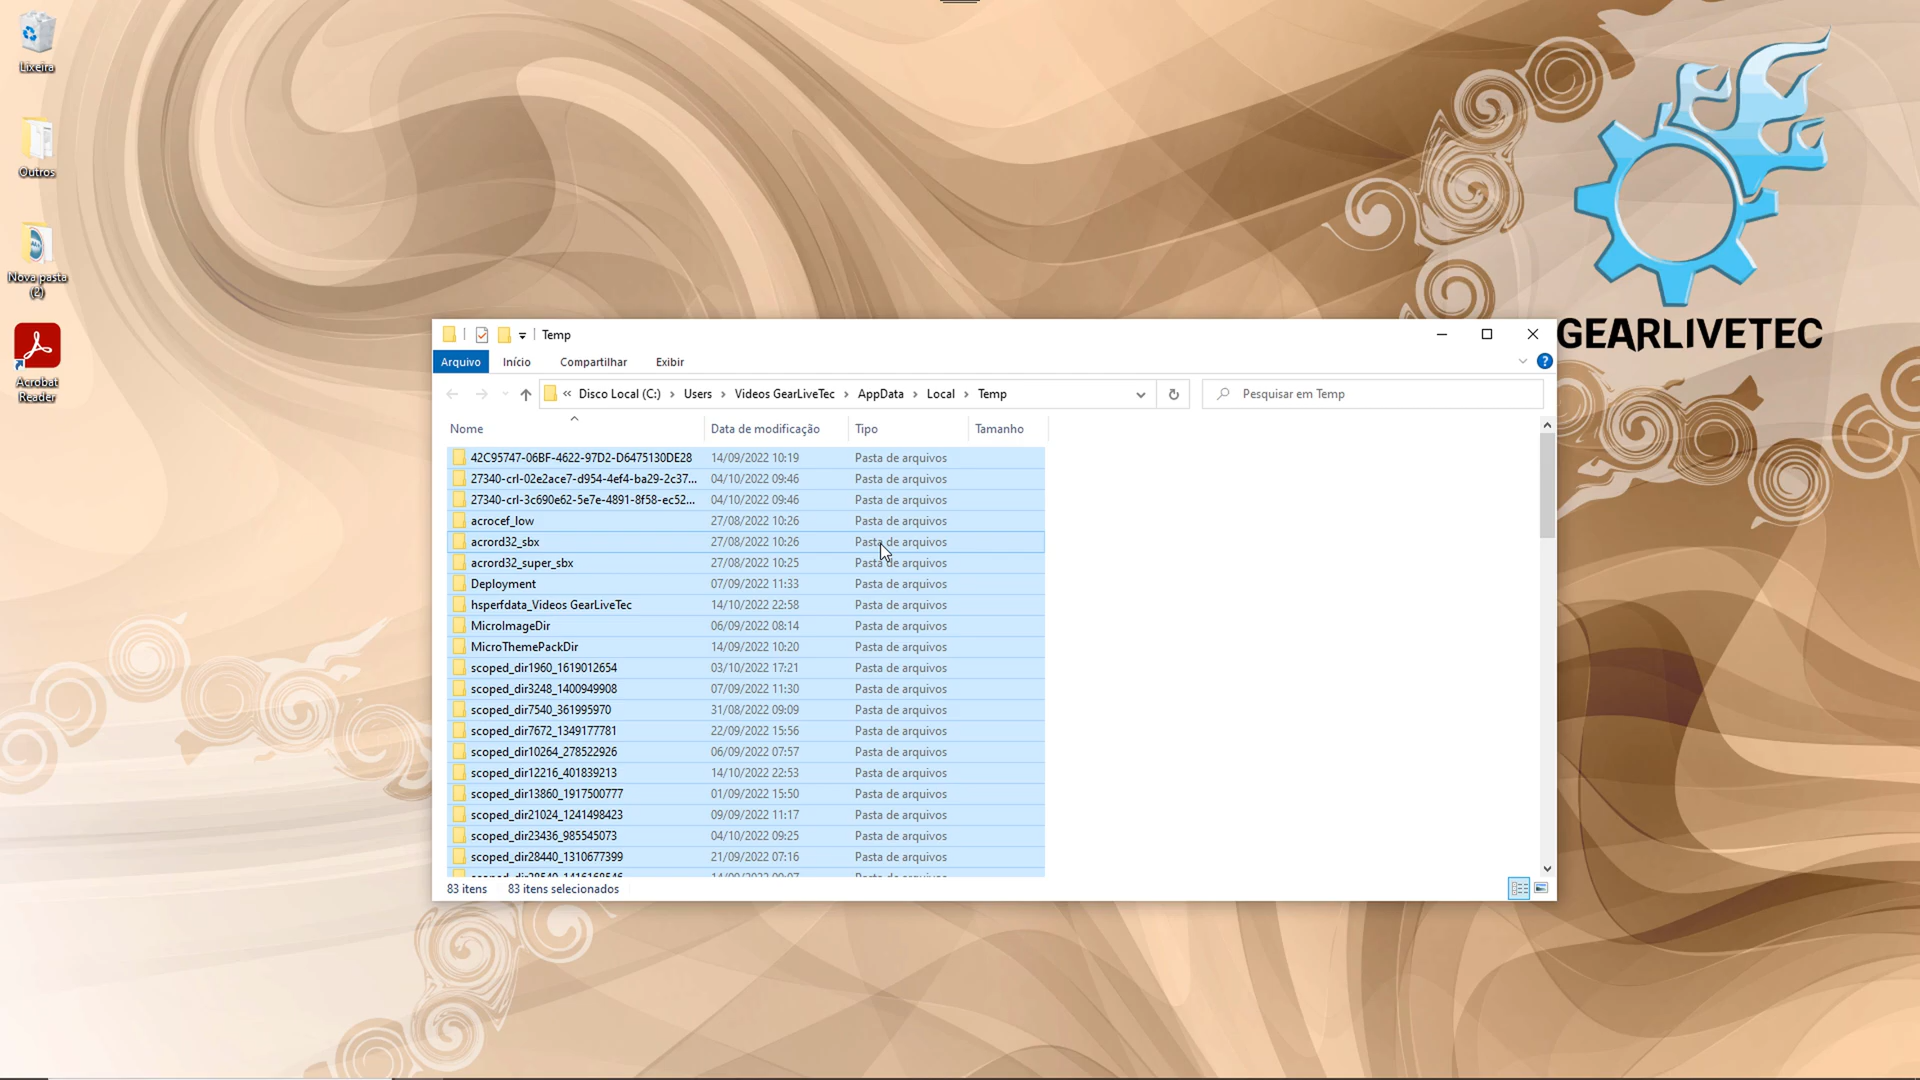 Lixeira
Outros
Nova pasta
(2)
Acrobat
Reader
GEARLIVETEC
Temp
Arquivo Início Compartilhar Exibir
« Disco Local (C:) › Users › Videos GearLiveTec › AppData › Local › Temp
Pesquisar em Temp
Nome Data de modificação Tipo Tamanho
42C95747-06BF-4622-97D2-D6475130DE28 14/09/2022 10:19 Pasta de arquivos
27340-crl-02e2ace7-d954-4ef4-ba29-2c37... 04/10/2022 09:46 Pasta de arquivos
27340-crl-3c690e62-5e7e-4891-8f58-ec52... 04/10/2022 09:46 Pasta de arquivos
acrocef_low 27/08/2022 10:26 Pasta de arquivos
acrord32_sbx 27/08/2022 10:26 Pasta de arquivos
acrord32_super_sbx 27/08/2022 10:25 Pasta de arquivos
Deployment 07/09/2022 11:33 Pasta de arquivos
hsperfdata_Videos GearLiveTec 14/10/2022 22:58 Pasta de arquivos
MicroImageDir 06/09/2022 08:14 Pasta de arquivos
MicroThemePackDir 14/09/2022 10:20 Pasta de arquivos
scoped_dir1960_1619012654 03/10/2022 17:21 Pasta de arquivos
scoped_dir3248_1400949908 07/09/2022 11:30 Pasta de arquivos
scoped_dir7540_361995970 31/08/2022 09:09 Pasta de arquivos
scoped_dir7672_1349177781 22/09/2022 15:56 Pasta de arquivos
scoped_dir10264_278522926 06/09/2022 07:57 Pasta de arquivos
scoped_dir12216_401839213 14/10/2022 22:53 Pasta de arquivos
scoped_dir13860_1917500777 01/09/2022 15:50 Pasta de arquivos
scoped_dir21024_1241498423 09/09/2022 11:17 Pasta de arquivos
scoped_dir23436_985545073 04/10/2022 09:25 Pasta de arquivos
scoped_dir28440_1310677399 21/09/2022 07:16 Pasta de arquivos
83 itens 83 itens selecionados